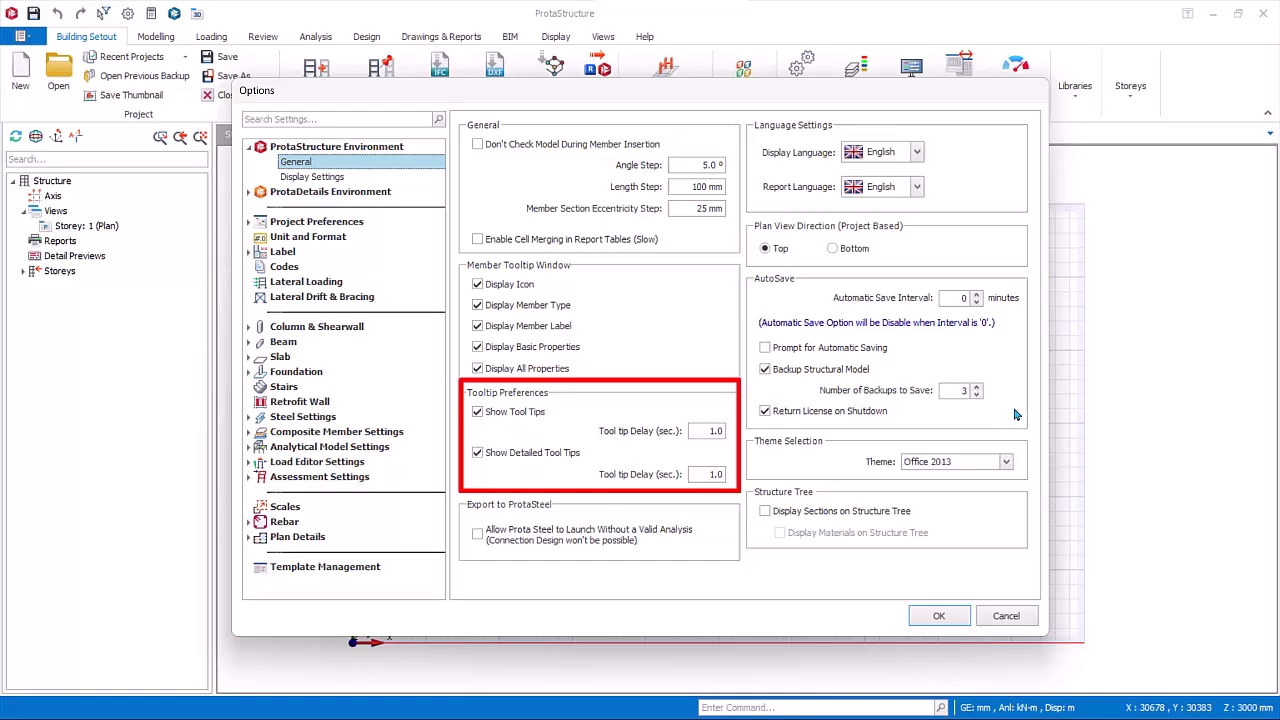 ProtaStructure
Building Setout
Modelling
Loading
Review
Analysis
Design
Drawings & Reports
BIM
Display
Views
Help
New
Open
Recent Projects
Open Previous Backup
Save Thumbnail
Save
Save As
Project
IFC
DXF
Libraries
Storeys
Search...
Structure
Axis
Views
Storey: 1 (Plan)
Reports
Detail Previews
Storeys
Options
Search Settings...
ProtaStructure Environment
General
Display Settings
ProtaDetails Environment
Project Preferences
Unit and Format
Label
Codes
Lateral Loading
Lateral Drift & Bracing
Column & Shearwall
Beam
Slab
Foundation
Stairs
Retrofit Wall
Steel Settings
Composite Member Settings
Analytical Model Settings
Load Editor Settings
Assessment Settings
Scales
Rebar
Plan Details
Template Management
General
Don't Check Model During Member Insertion
Angle Step: 5.0 º
Length Step: 100 mm
Member Section Eccentricity Step: 25 mm
Enable Cell Merging in Report Tables (Slow)
Member Tooltip Window
Display Icon
Display Member Type
Display Member Label
Display Basic Properties
Display All Properties
Tooltip Preferences
Show Tool Tips
Tool tip Delay (sec.): 1.0
Show Detailed Tool Tips
Tool tip Delay (sec.): 1.0
Export to ProtaSteel
Allow Prota Steel to Launch Without a Valid Analysis
(Connection Design won't be possible)
Language Settings
Display Language: English
Report Language: English
Plan View Direction (Project Based)
Top
Bottom
AutoSave
Automatic Save Interval: 0 minutes
(Automatic Save Option will be Disable when Interval is '0'.)
Prompt for Automatic Saving
Backup Structural Model
Number of Backups to Save: 3
Return License on Shutdown
Theme Selection
Theme: Office 2013
Structure Tree
Display Sections on Structure Tree
Display Materials on Structure Tree
OK
Cancel
Enter Command...
GE: mm , Anl: kN-m , Disp: m
X : 30678 , Y : 30383
Z : 3000 mm